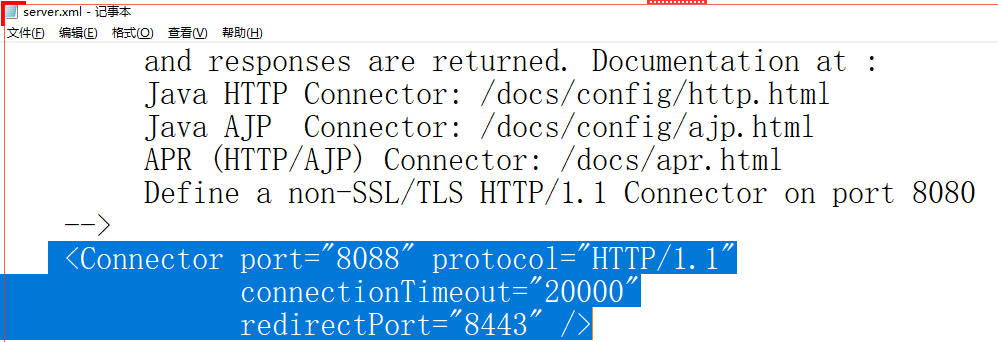 server.xml - 记事本
文件(F) 编辑(E) 格式(O) 查看(V) 帮助(H)
and responses are returned. Documentation at :
Java HTTP Connector: /docs/config/http.html
Java AJP  Connector: /docs/config/ajp.html
APR (HTTP/AJP) Connector: /docs/apr.html
Define a non-SSL/TLS HTTP/1.1 Connector on port 8080
-->
<Connector port="8088" protocol="HTTP/1.1"
connectionTimeout="20000"
redirectPort="8443" />